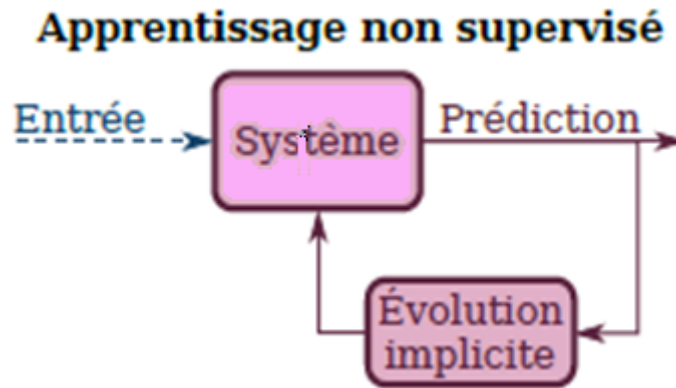 Apprentissage non supervisé
Entrée
Système
Prédiction
Évolution
implicite